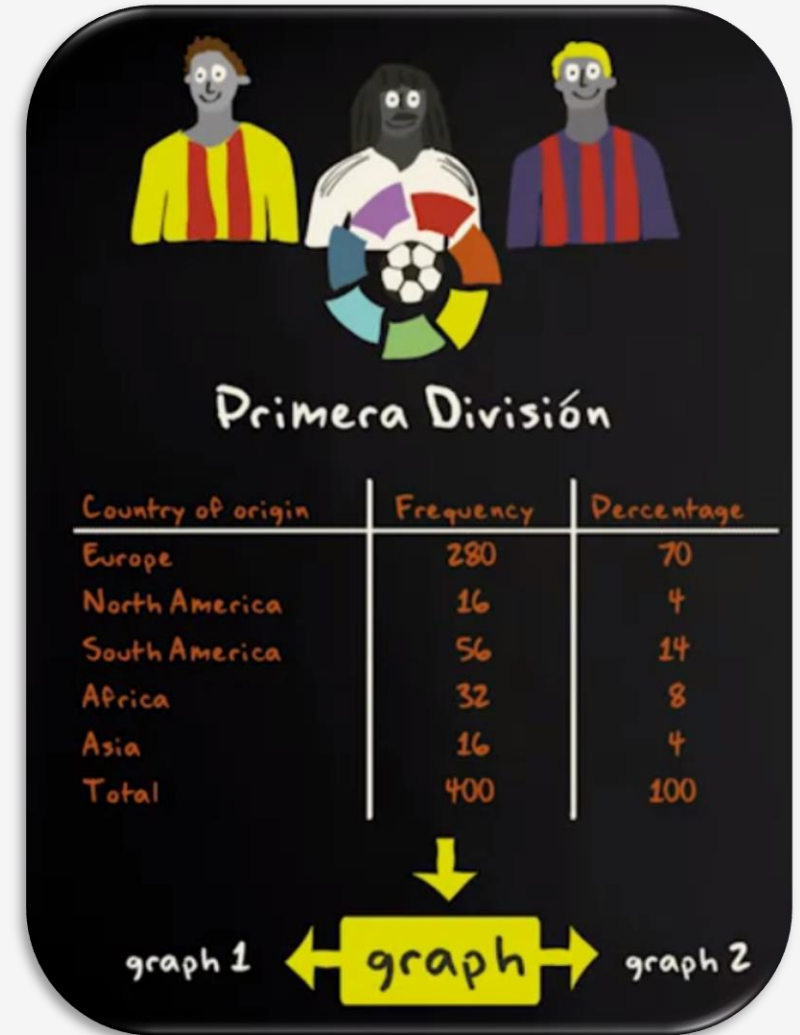 Primera División
Country of origin Frequency Percentage
Europe 280 70
North America 16 4
South America 56 14
Africa 32 8
Asia 16 4
Total 400 100
graph 1 graph graph 2